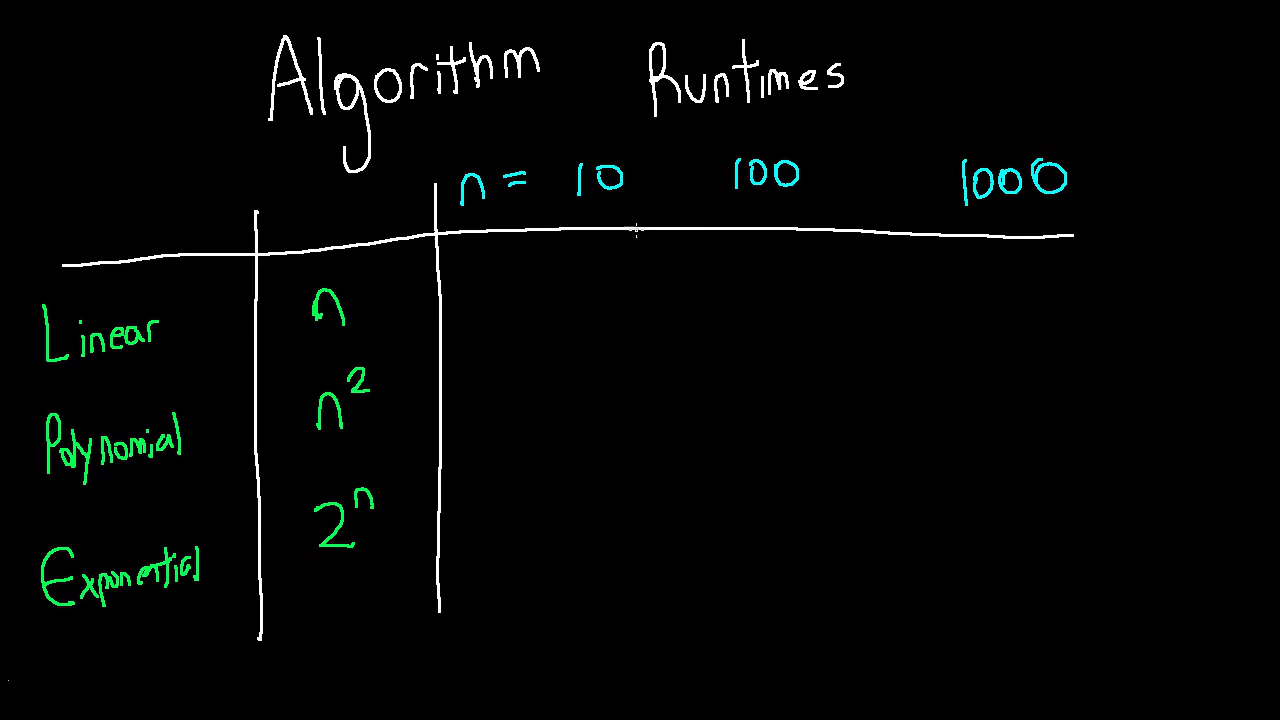 Algorithm Runtimes
n = 10 100 1000
Linear n
Polynomial n²
Exponential 2ⁿ